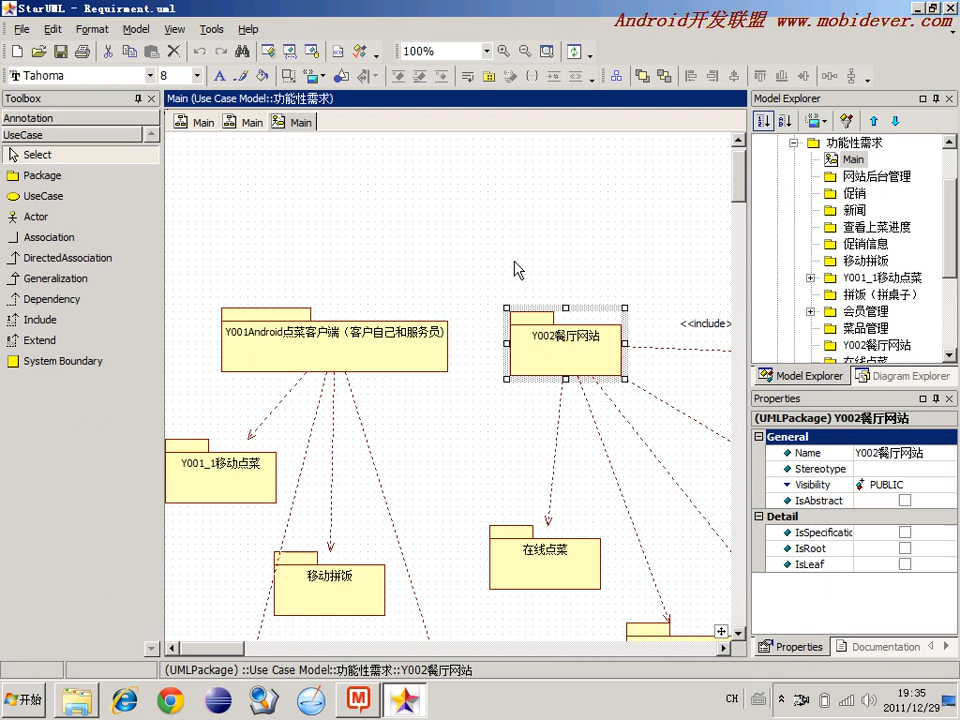 StarUML - Requirment.uml
Android开发联盟 www.mobidever.com
File Edit Format Model View Tools Help
100%
Tahoma 8
Toolbox
Annotation
UseCase
Select
Package
UseCase
Actor
Association
DirectedAssociation
Generalization
Dependency
Include
Extend
System Boundary
Main (Use Case Model::功能性需求)
Main Main Main
Y001Android点菜客户端（客户自己和服务员)
Y002餐厅网站
<<include>
Y001_1移动点菜
移动拼饭
在线点菜
Model Explorer
功能性需求
Main
网站后台管理
促销
新闻
查看上菜进度
促销信息
移动拼饭
Y001_1移动点菜
拼饭（拼桌子）
会员管理
菜品管理
Y002餐厅网站
在线点菜
Model Explorer Diagram Explorer
Properties
(UMLPackage) Y002餐厅网站
General
Name Y002餐厅网站
Stereotype
Visibility PUBLIC
IsAbstract
Detail
IsSpecificatic
IsRoot
IsLeaf
Properties Documentation
(UMLPackage) ::Use Case Model::功能性需求::Y002餐厅网站
开始
CH
19:35
2011/12/29